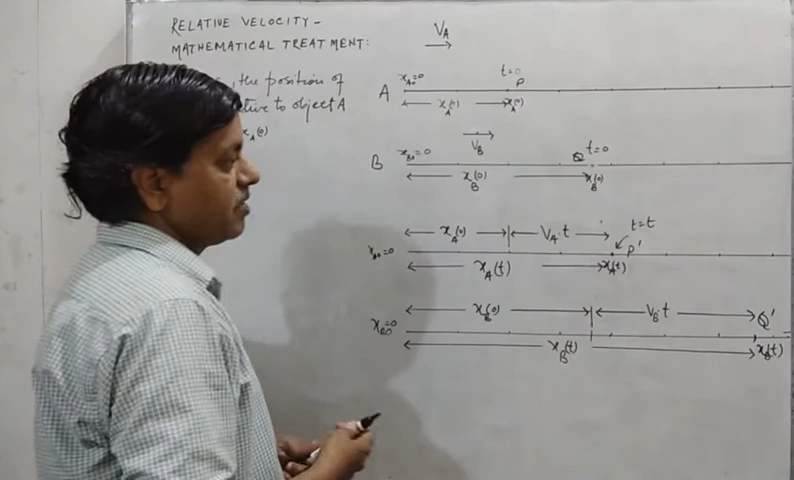 RELATIVE VELOCITY -
MATHEMATICAL TREATMENT:
, the position of
tive to object A
x_A(0)
V_A
x_A0=0 t=0 P
A
x_A(0) x_A(0)
V_B
x_B0=0 Q t=0
B
x_B(0) x_B(0)
x_A(0) V_A·t t=t
x_A0=0 P'
x_A(t) x_A(t)
x_B(0) V_B·t Q'
x_B0=0
x_B(t) x_B(t)